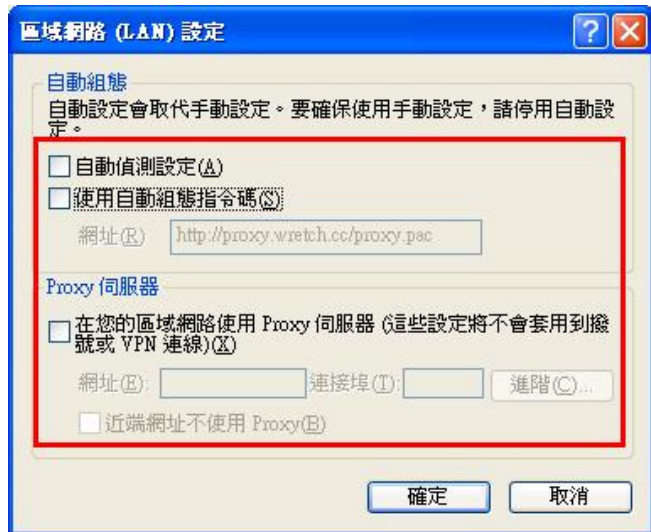 區域網路 (LAN) 設定
自動組態
自動設定會取代手動設定。要確保使用手動設定，請停用自動設
定。
自動偵測設定(A)
使用自動組態指令碼(S)
網址(R) http://proxy.wretch.cc/proxy.pac
Proxy 伺服器
在您的區域網路使用 Proxy 伺服器 (這些設定將不會套用到撥
號或 VPN 連線)(X)
網址(E): 連接埠(T): 進階(C)...
近端網址不使用 Proxy(B)
確定 取消